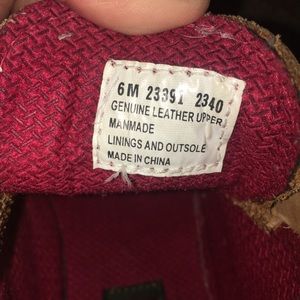 6M 23391 2340
GENUINE LEATHER UPPER
MANMADE
LININGS AND OUTSOLE
MADE IN CHINA